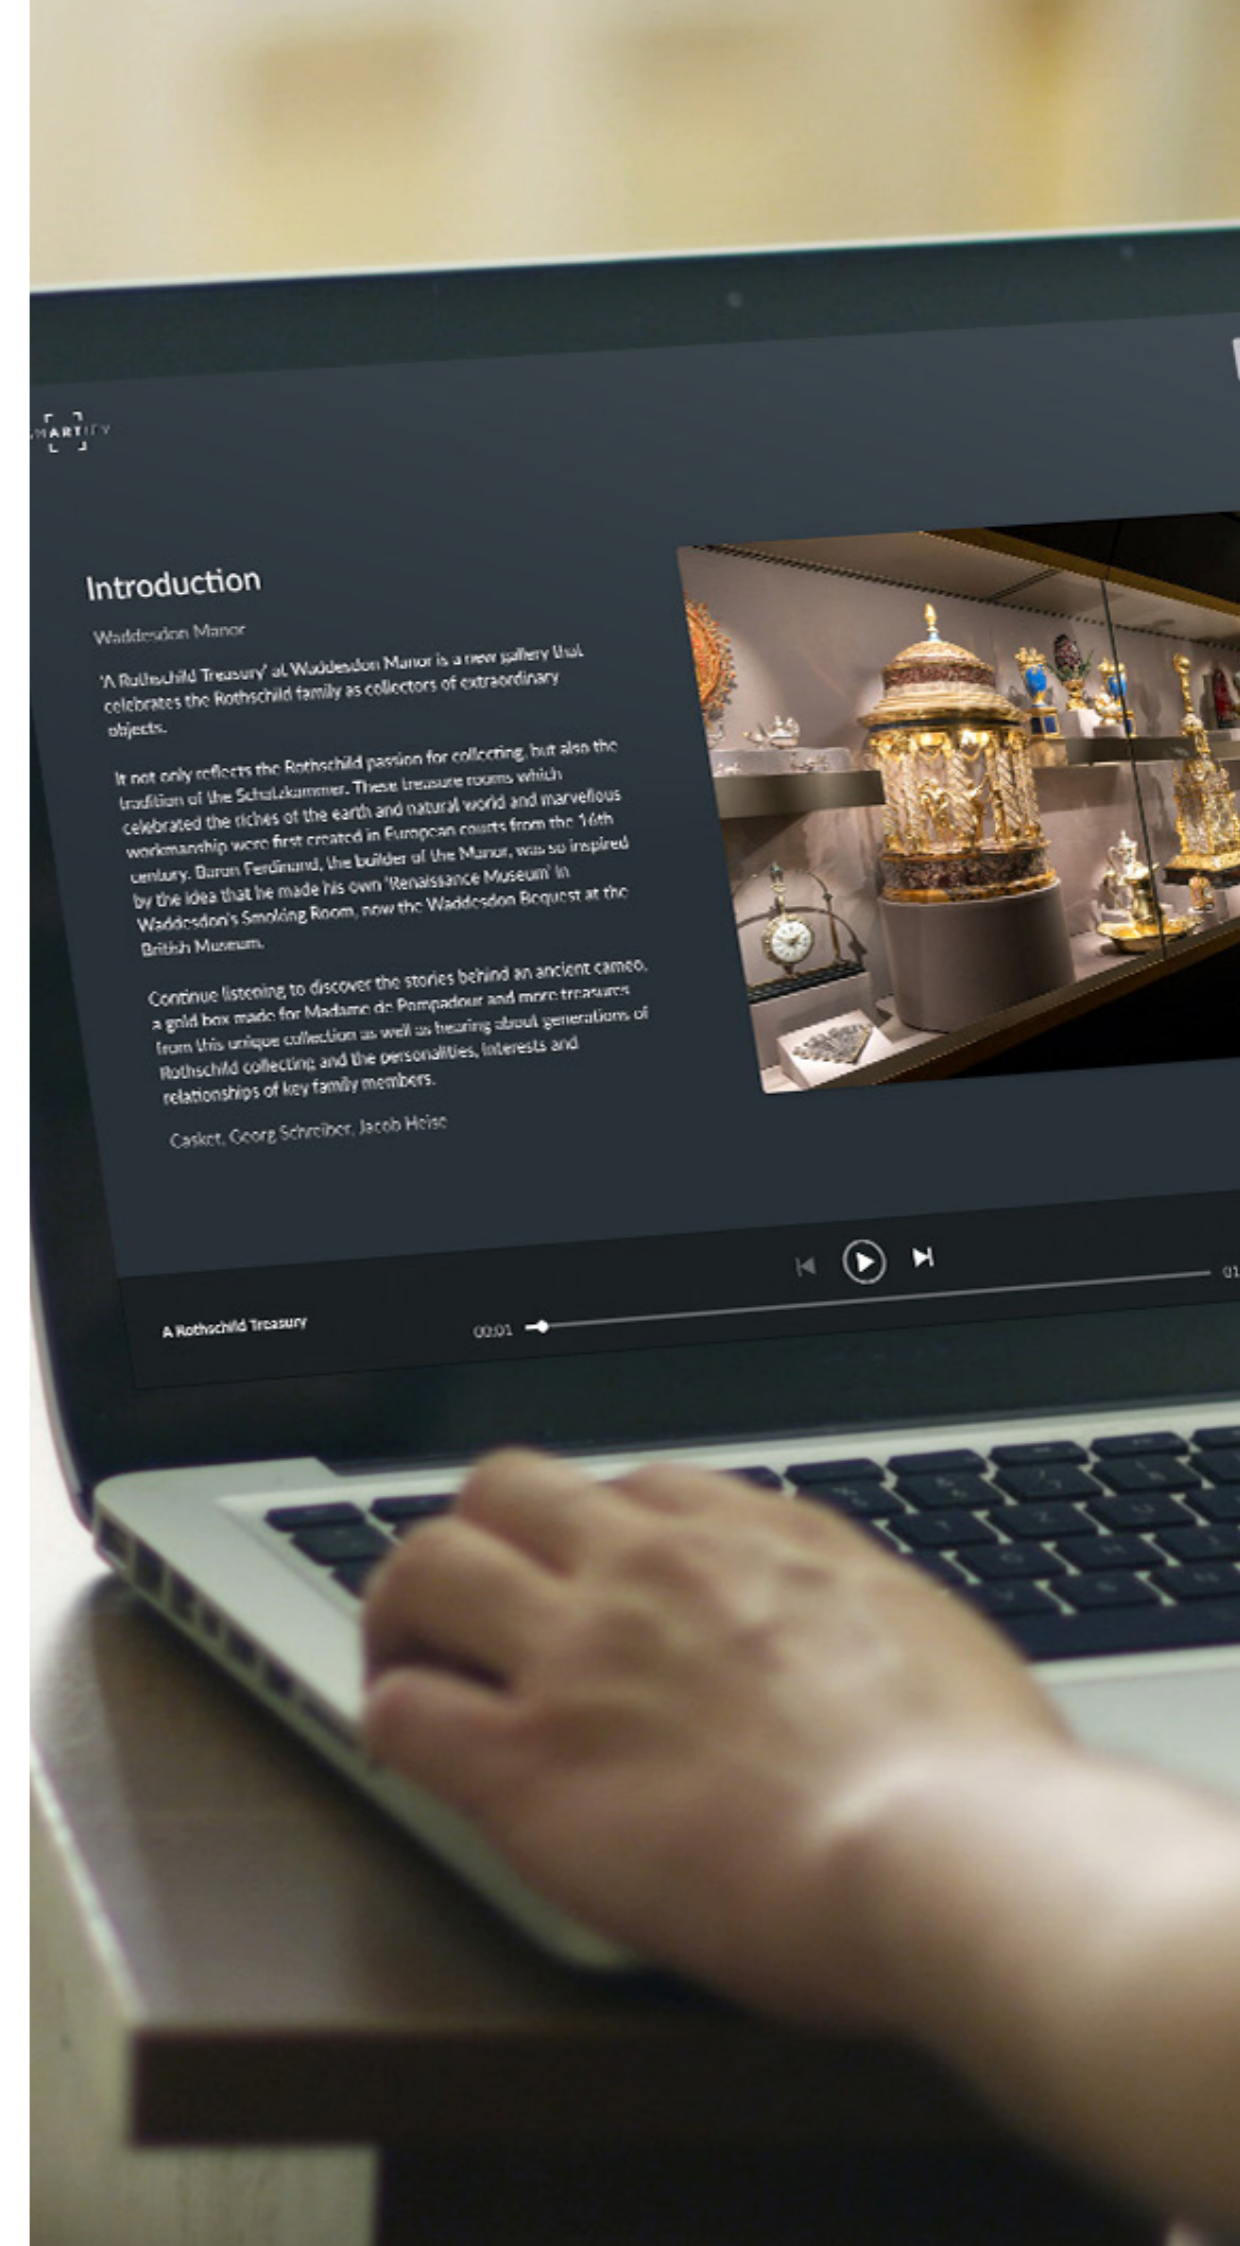 SMARTIFY
Introduction
Waddesdon Manor
'A Rothschild Treasury' at Waddesdon Manor is a new gallery that
celebrates the Rothschild family as collectors of extraordinary
objects.
It not only reflects the Rothschild passion for collecting, but also the
tradition of the Schatzkammer. These treasure rooms which
celebrated the riches of the earth and natural world and marvellous
workmanship were first created in European courts from the 16th
century. Baron Ferdinand, the builder of the Manor, was so inspired
by the idea that he made his own 'Renaissance Museum' in
Waddesdon's Smoking Room, now the Waddesdon Bequest at the
British Museum.
Continue listening to discover the stories behind an ancient cameo,
a gold box made for Madame de Pompadour and more treasures
from this unique collection as well as hearing about generations of
Rothschild collecting and the personalities, interests and
relationships of key family members.
Casket, Georg Schreiber, Jacob Heise
A Rothschild Treasury
00:01
01